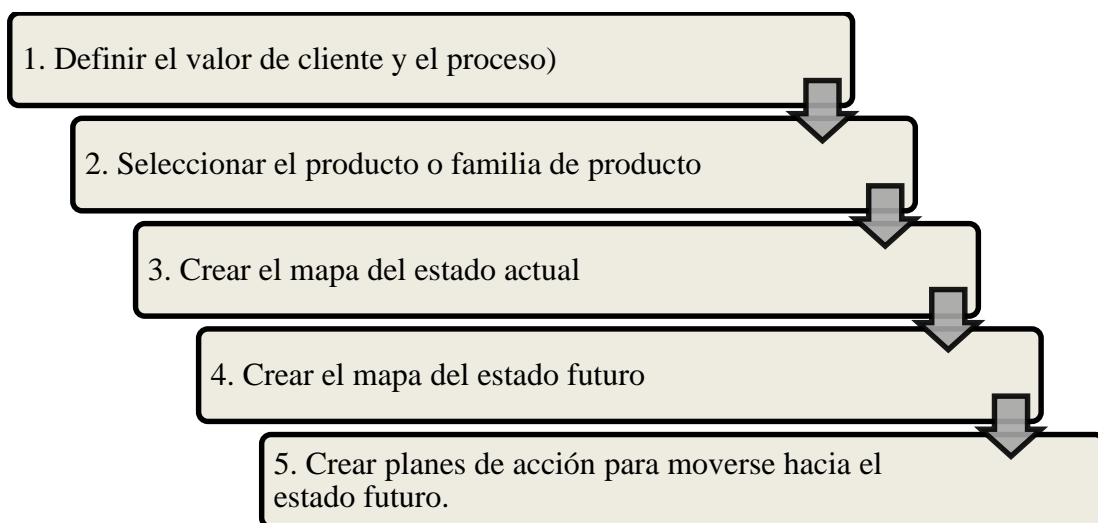 1. Definir el valor de cliente y el proceso)
2. Seleccionar el producto o familia de producto
3. Crear el mapa del estado actual
4. Crear el mapa del estado futuro
5. Crear planes de acción para moverse hacia el
estado futuro.